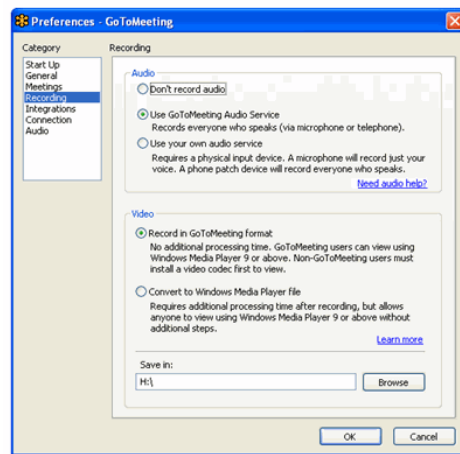 Preferences - GoToMeeting
Category
Recording
Start Up
General
Meetings
Recording
Integrations
Connection
Audio
Audio
Don't record audio
Use GoToMeeting Audio Service
Records everyone who speaks (via microphone or telephone).
Use your own audio service
Requires a physical input device. A microphone will record just your
voice. A phone patch device will record everyone who speaks.
Need audio help?
Video
Record in GoToMeeting format
No additional processing time. GoToMeeting users can view using
Windows Media Player 9 or above. Non-GoToMeeting users must
install a video codec first to view.
Convert to Windows Media Player file
Requires additional processing time after recording, but allows
anyone to view using Windows Media Player 9 or above without
additional steps.
Learn more
Save in:
H:\
Browse
OK
Cancel